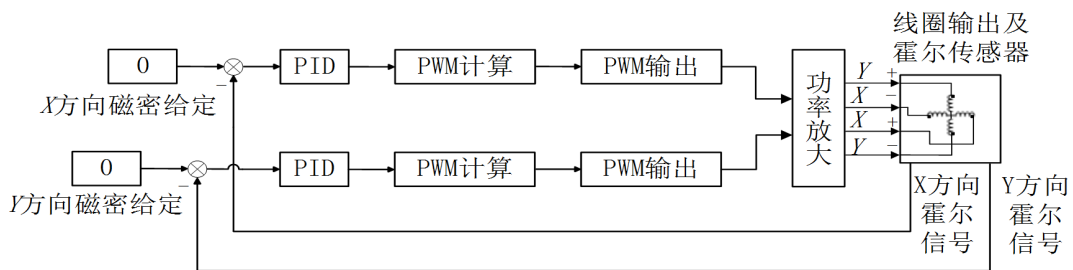 线圈输出及
霍尔传感器
0
PID
PWM计算
PWM输出
X方向磁密给定
−
功率放大
Y +
X −
X +
Y −
0
PID
PWM计算
PWM输出
Y方向磁密给定
−
X方向
霍尔
信号
Y方向
霍尔
信号